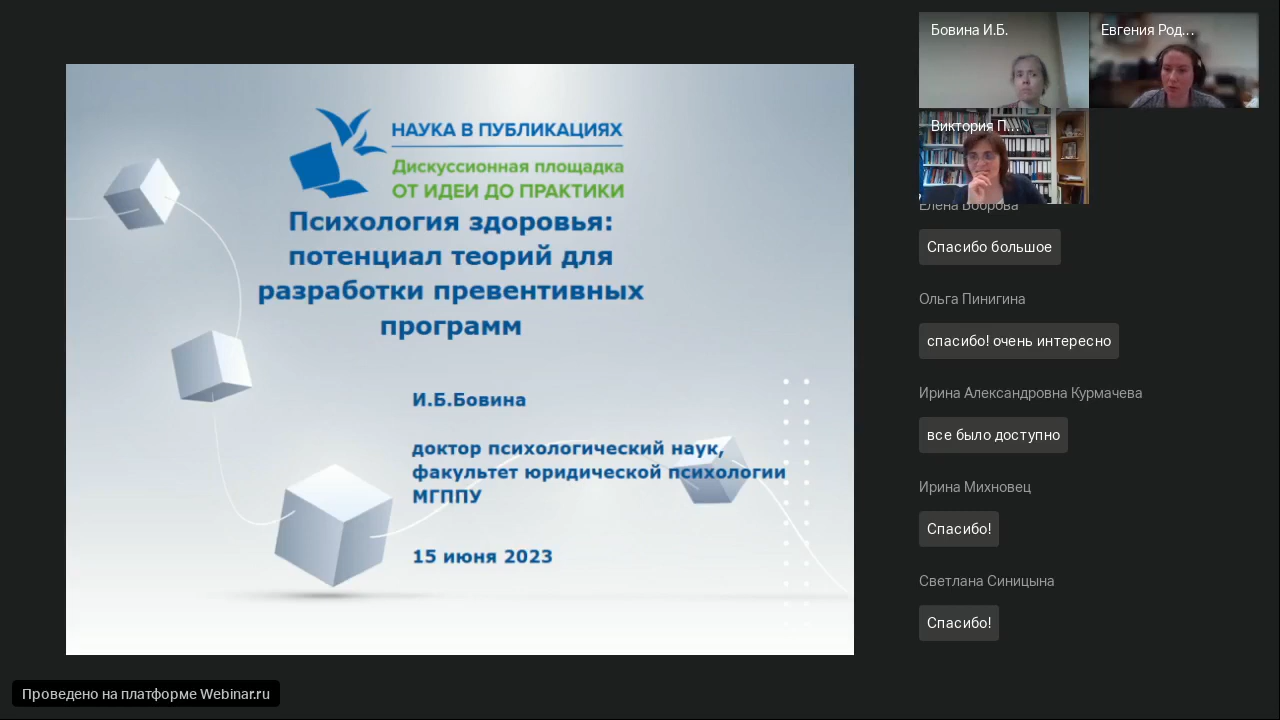 НАУКА В ПУБЛИКАЦИЯХ
Дискуссионная площадка
ОТ ИДЕИ ДО ПРАКТИКИ
Психология здоровья:
потенциал теорий для
разработки превентивных
программ
И.Б.Бовина
доктор психологический наук,
факультет юридической психологии
МГППУ
15 июня 2023
Проведено на платформе Webinar.ru
Бовина И.Б.
Евгения Род...
Виктория П...
Елена Боброва
Спасибо большое
Ольга Пинигина
спасибо! очень интересно
Ирина Александровна Курмачева
все было доступно
Ирина Михновец
Спасибо!
Светлана Синицына
Спасибо!